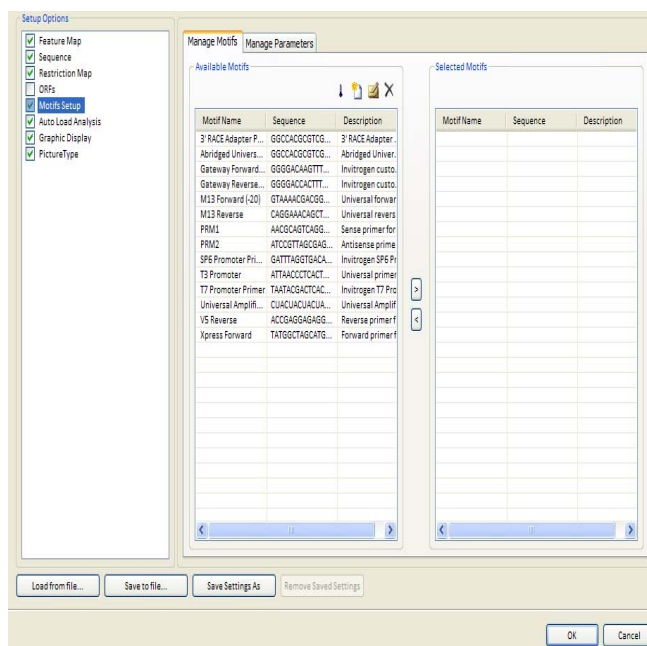 Setup Options
Feature Map
Sequence
Restriction Map
ORFs
Motifs Setup
Auto Load Analysis
Graphic Display
PictureType
Manage Motifs Manage Parameters
Available Motifs
Motif Name Sequence Description
3' RACE Adapter P... GGCCACGCGTCG... 3' RACE Adapter .
Abridged Univers... GGCCACGCGTCG... Abridged Univer.
Gateway Forward... GGGGACAAGTTT... Invitrogen custo.
Gateway Reverse... GGGGACCACTTT... Invitrogen custo.
M13 Forward (-20) GTAAAACGACGG... Universal forwar
M13 Reverse CAGGAAACAGCT... Universal revers
PRM1 AACGCAGTCAGG... Sense primer for
PRM2 ATCCGTTAGCGAG... Antisense prime
SP6 Promoter Pri... GATTTAGGTGACA... Invitrogen SP6 Pr
T3 Promoter ATTAACCCTCACT... Universal primer
T7 Promoter Primer TAATACGACTCAC... Invitrogen T7 Pro
Universal Amplifi... CUACUACUACUA... Universal Amplif
V5 Reverse ACCGAGGAGAGG... Reverse primer f
Xpress Forward TATGGCTAGCATG... Forward primer f
>
<
Selected Motifs
Motif Name Sequence Description
Load from file... Save to file... Save Settings As Remove Saved Settings
OK Cancel